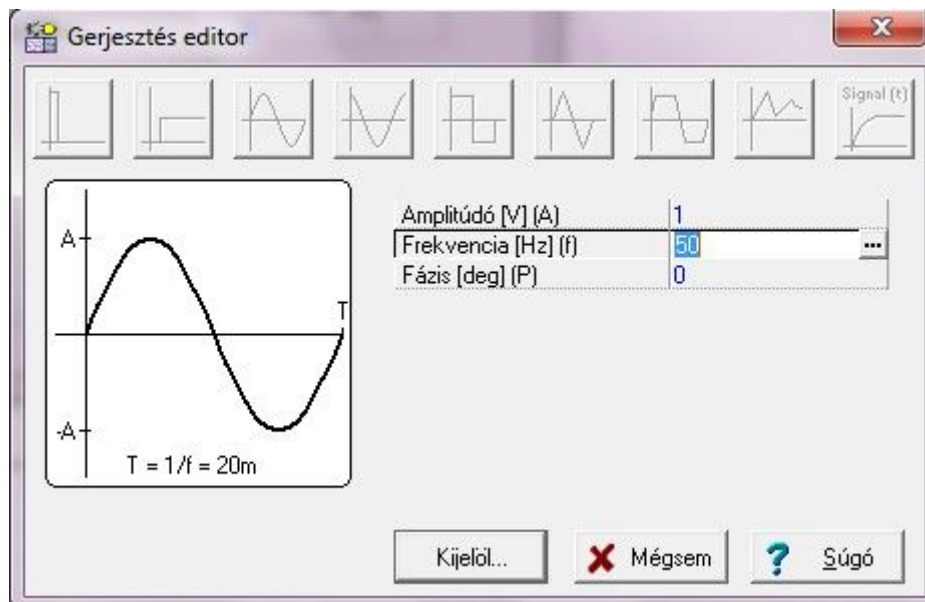 Gerjesztés editor
Signal (t)
Amplitúdó [V] (A) 1
Frekvencia [Hz] (f) 50 ...
Fázis [deg] (P) 0
A
T
-A
T = 1/f = 20m
Kijelöl...
Mégsem
? Súgó